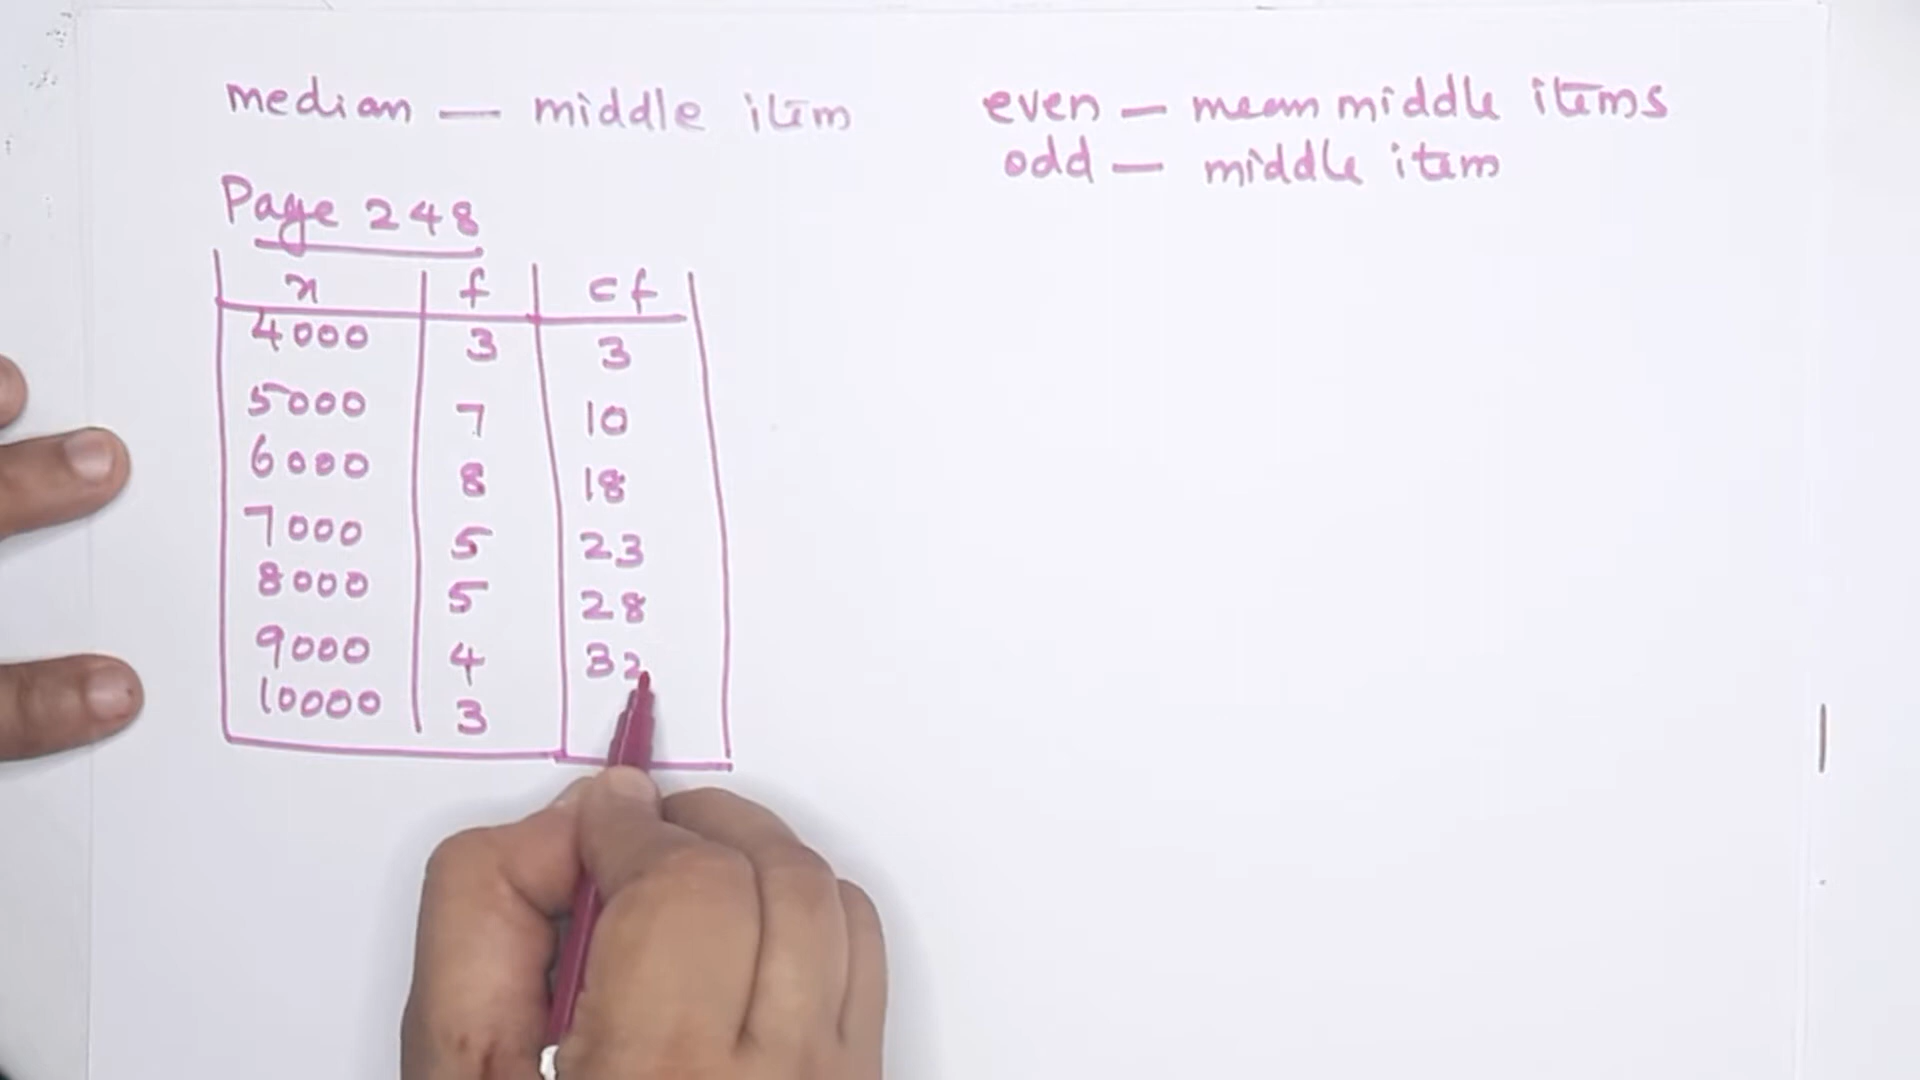 median — middle item
even — mean middle items
odd — middle item
Page 248
x f cf
4000 3 3
5000 7 10
6000 8 18
7000 5 23
8000 5 28
9000 4 32
10000 3